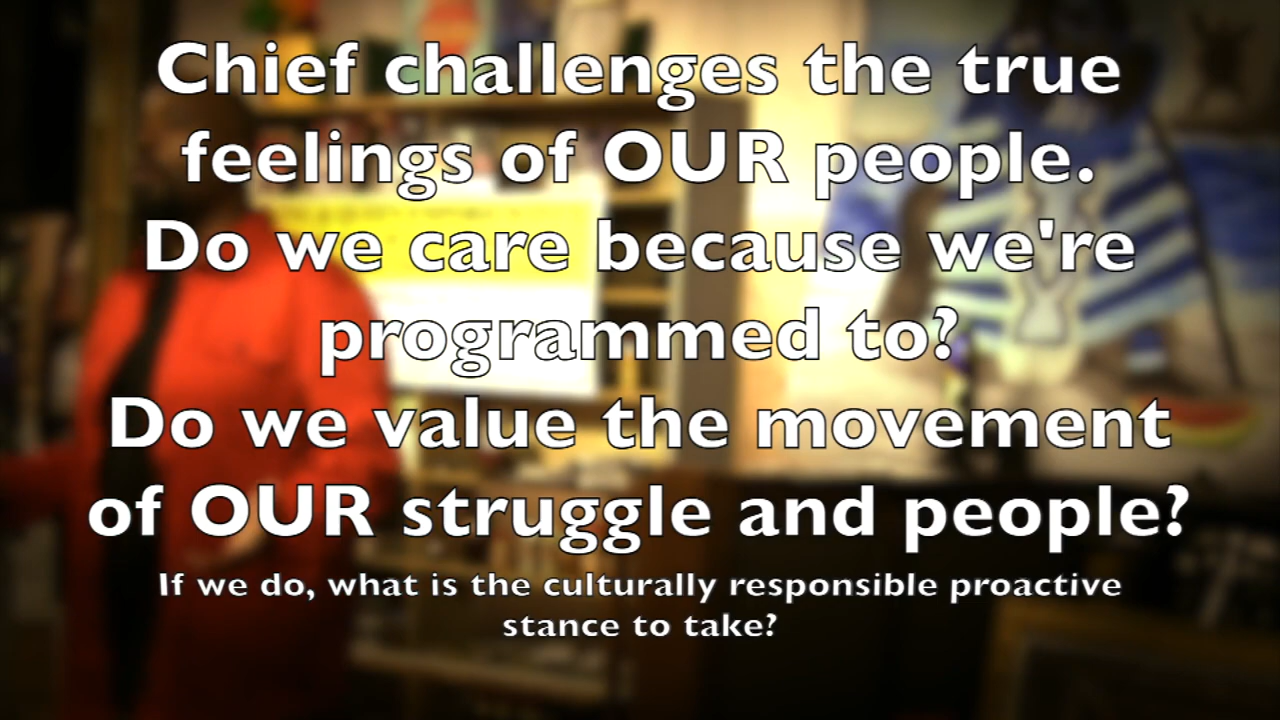 Chief challenges the true
feelings of OUR people.
Do we care because we're
programmed to?
Do we value the movement
of OUR struggle and people?
If we do, what is the culturally responsible proactive
stance to take?